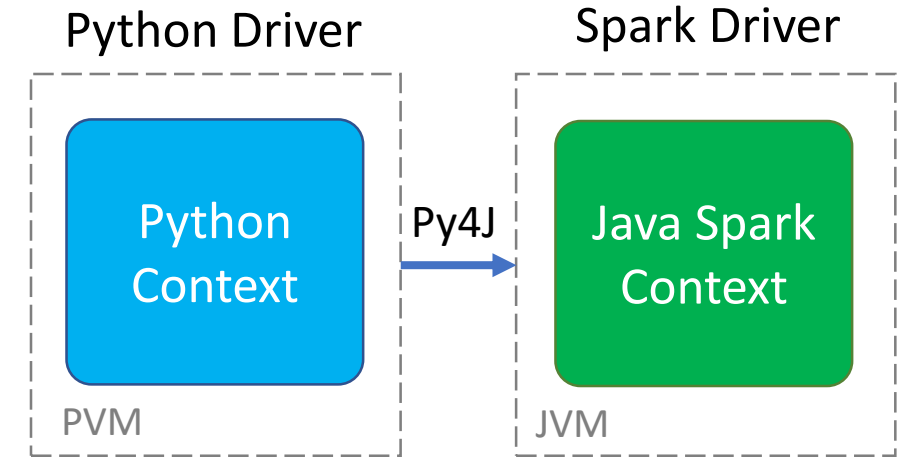 Python Driver
Spark Driver
Python
Context
Py4J
Java Spark
Context
PVM
JVM